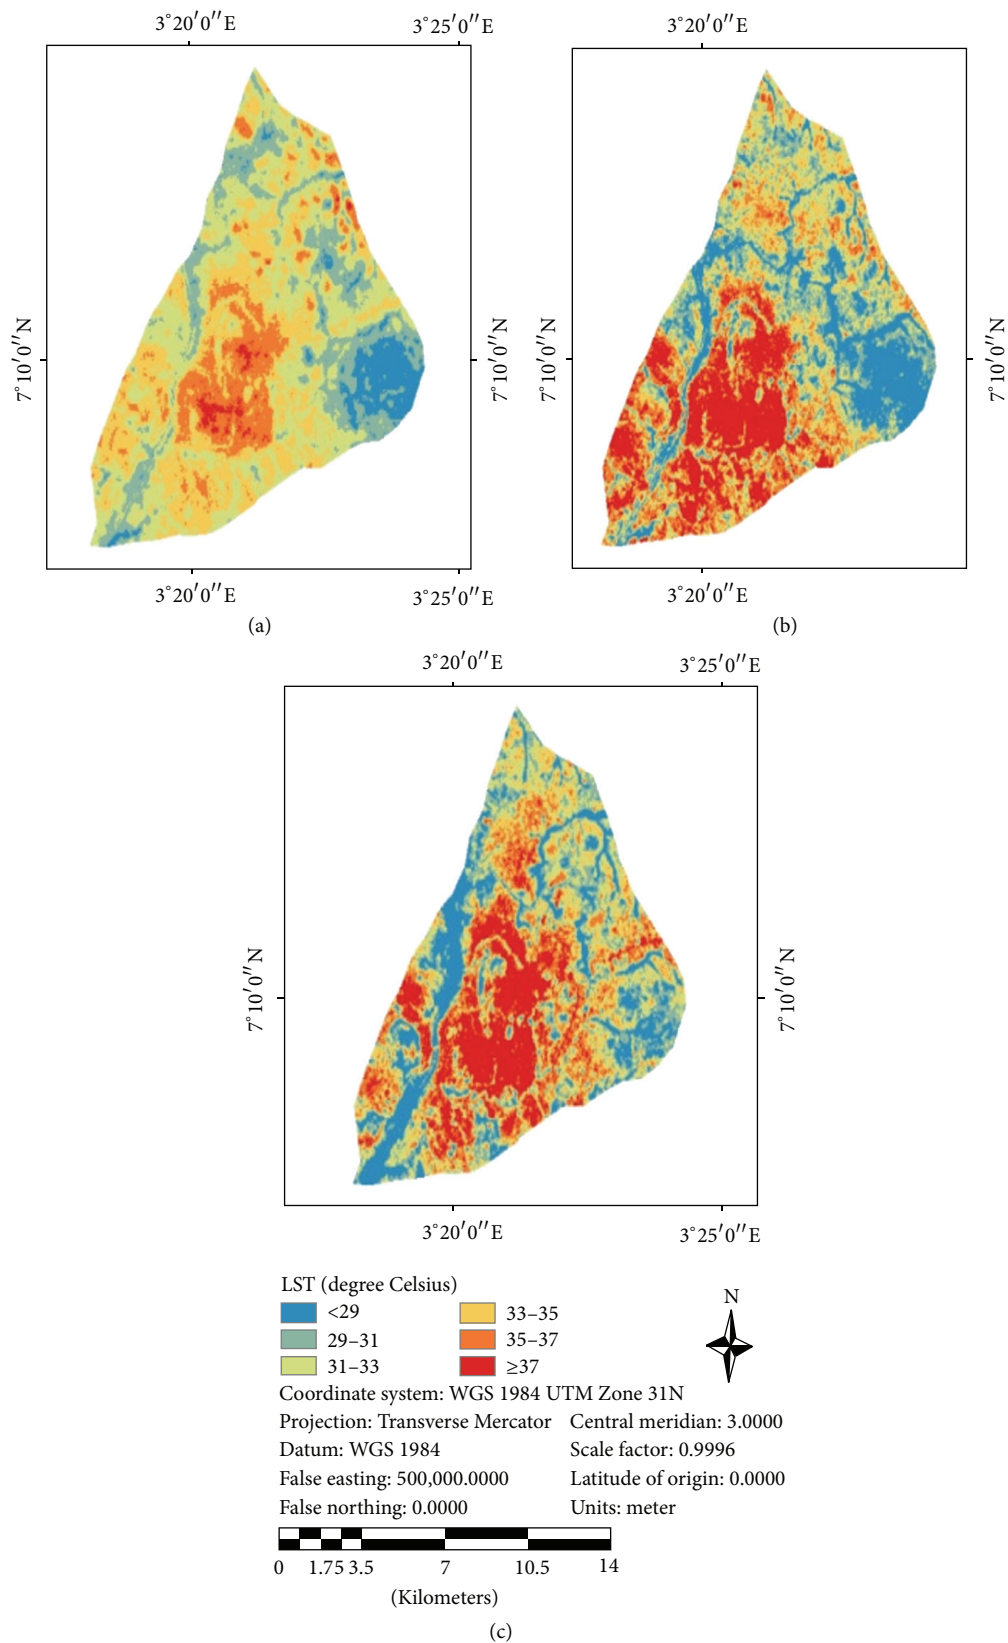 3°20′0′′E 3°25′0′′E
7°10′0′′N 7°10′0′′N
3°20′0′′E 3°25′0′′E
(a)
3°20′0′′E
7°10′0′′N 7°10′0′′N
3°20′0′′E
(b)
3°20′0′′E 3°25′0′′E
7°10′0′′N 7°10′0′′N
3°20′0′′E 3°25′0′′E
LST (degree Celsius)
<29 33–35
29–31 35–37
31–33 ≥37
N
Coordinate system: WGS 1984 UTM Zone 31N
Projection: Transverse Mercator Central meridian: 3.0000
Datum: WGS 1984 Scale factor: 0.9996
False easting: 500,000.0000 Latitude of origin: 0.0000
False northing: 0.0000 Units: meter
0 1.75 3.5 7 10.5 14
(Kilometers)
(c)